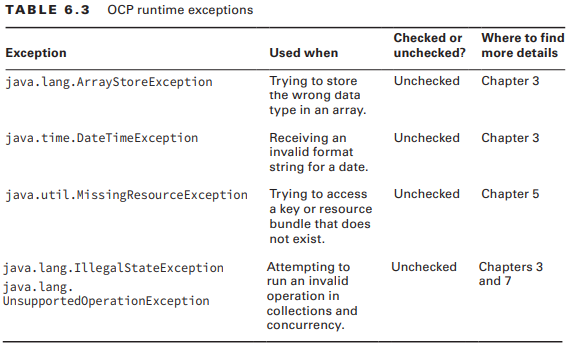 TABLE 6.3 OCP runtime exceptions
Exception Used when Checked or unchecked? Where to find more details
java.lang.ArrayStoreException Trying to store the wrong data type in an array. Unchecked Chapter 3
java.time.DateTimeException Receiving an invalid format string for a date. Unchecked Chapter 3
java.util.MissingResourceException Trying to access a key or resource bundle that does not exist. Unchecked Chapter 5
java.lang.IllegalStateException
java.lang.
UnsupportedOperationException Attempting to run an invalid operation in collections and concurrency. Unchecked Chapters 3 and 7